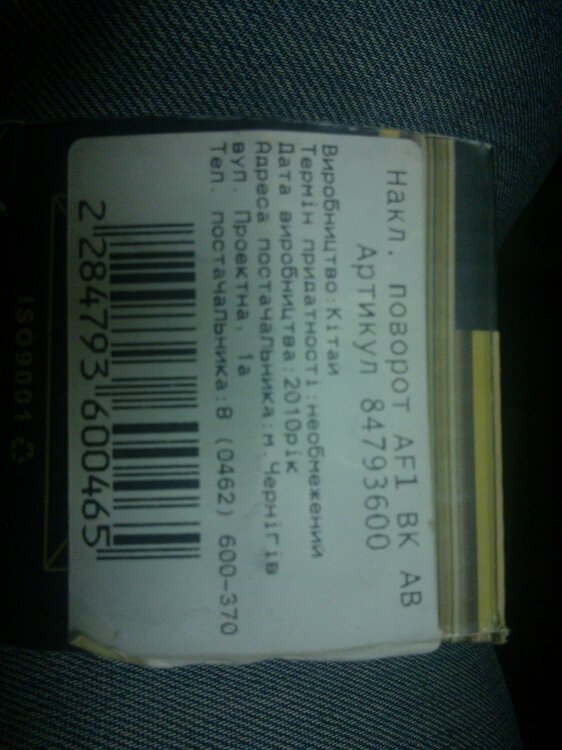 Накл. поворот AF1 BK AB
Артикул 84793600
Виробництво:Китай
Термін придатності:необмежений
Дата виробництва:2010рік
Адреса постачальника:м.Чернігів
вул. Проектна, 1а
Тел. постачальника:8 (0462) 600-370
2 284793 600465
ISO9001